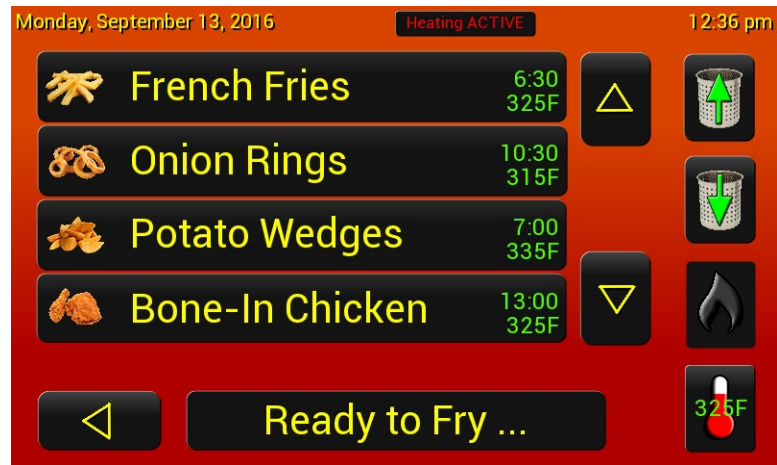 Monday, September 13, 2016 Heating ACTIVE 12:36 pm
French Fries 6:30
325F
Onion Rings 10:30
315F
Potato Wedges 7:00
335F
Bone-In Chicken 13:00
325F
Ready to Fry ...
325F